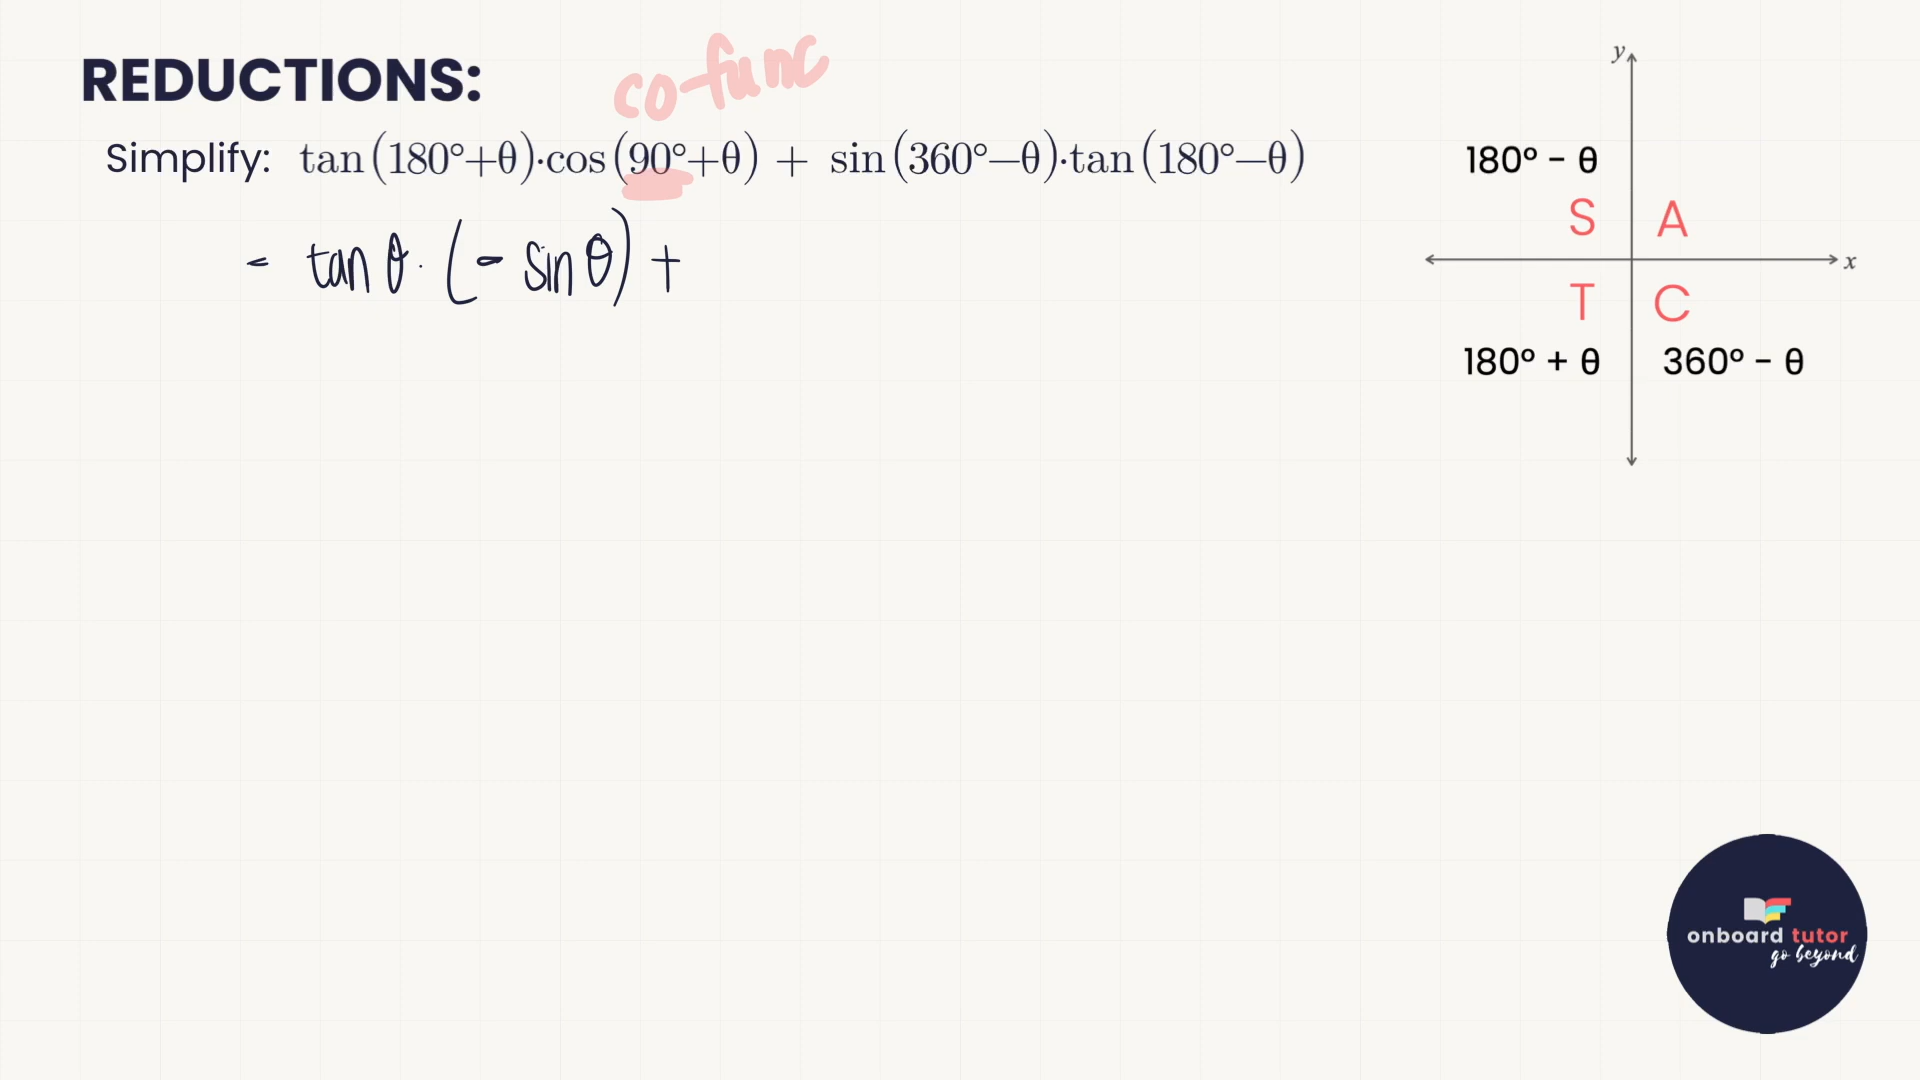 REDUCTIONS:
co-func
Simplify: tan(180°+θ)·cos(90°+θ) + sin(360°−θ)·tan(180°−θ)
= tan θ · (- sin θ) +
y
180° - θ
S A
x
T C
180° + θ 360° - θ
onboard tutor
go beyond